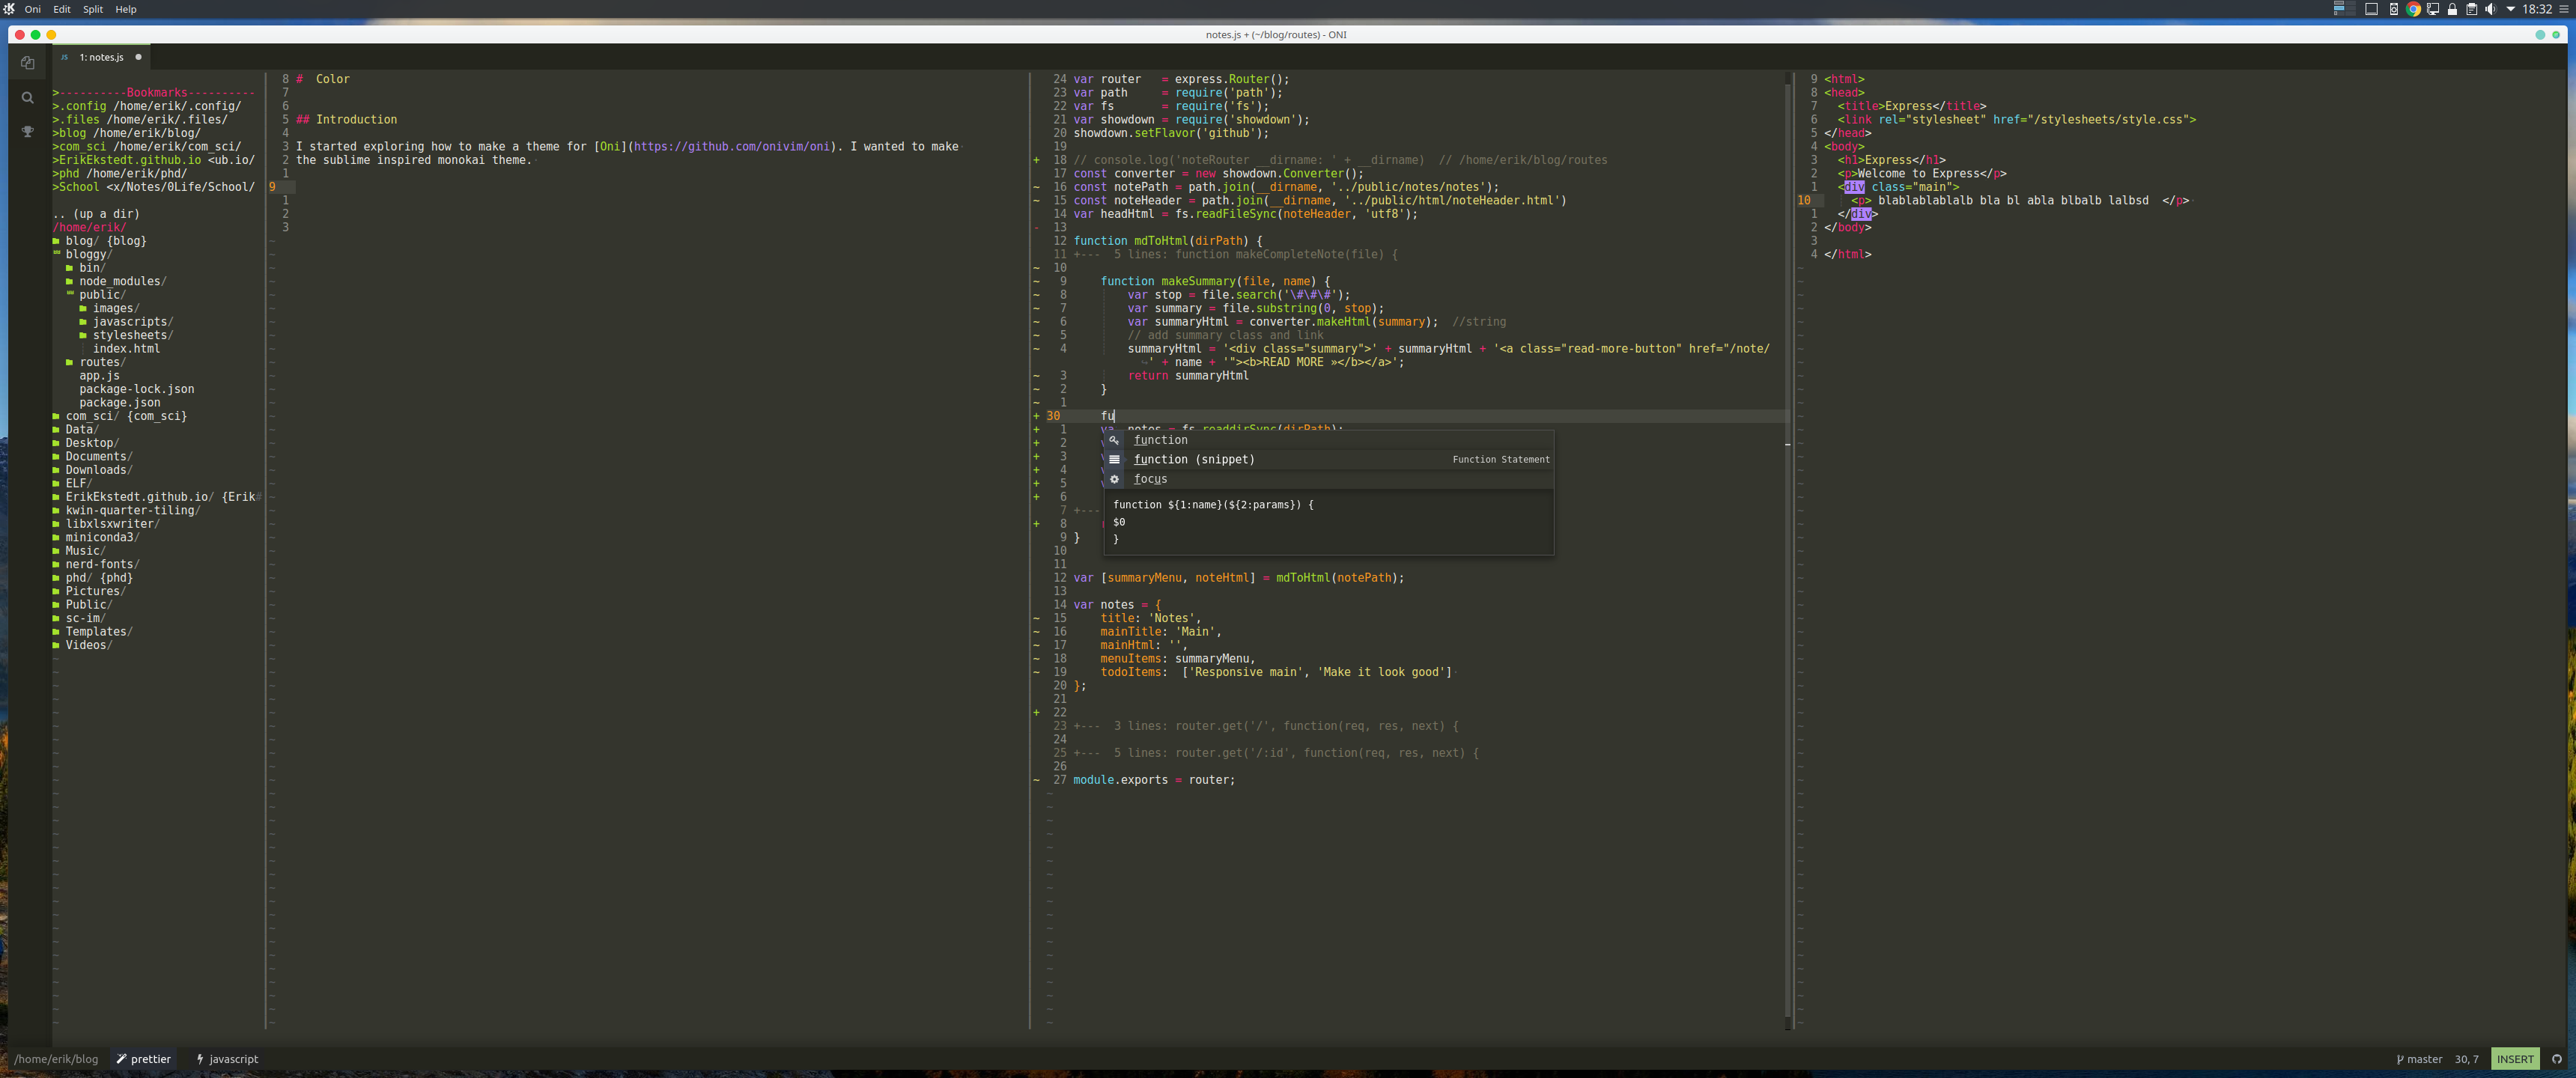 Oni Edit Split Help
18:32
notes.js + (~/blog/routes) - ONI
JS 1: notes.js
>----------Bookmarks----------
>.config /home/erik/.config/
>.files /home/erik/.files/
>blog /home/erik/blog/
>com_sci /home/erik/com_sci/
>ErikEkstedt.github.io <ub.io/
>phd /home/erik/phd/
>School <x/Notes/0Life/School/
.. (up a dir)
/home/erik/
blog/ {blog}
bloggy/
bin/
node_modules/
public/
images/
javascripts/
stylesheets/
index.html
routes/
app.js
package-lock.json
package.json
com_sci/ {com_sci}
Data/
Desktop/
Documents/
Downloads/
ELF/
ErikEkstedt.github.io/ {Erik#
kwin-quarter-tiling/
libxlsxwriter/
miniconda3/
Music/
nerd-fonts/
phd/ {phd}
Pictures/
Public/
sc-im/
Templates/
Videos/
8 #  Color
7
6
5 ## Introduction
4
3 I started exploring how to make a theme for [Oni](https://github.com/onivim/oni). I wanted to make
2 the sublime inspired monokai theme.
1
9
1
2
3
24 var router   = express.Router();
23 var path     = require('path');
22 var fs       = require('fs');
21 var showdown = require('showdown');
20 showdown.setFlavor('github');
19
+ 18 // console.log('noteRouter __dirname: ' + __dirname)  // /home/erik/blog/routes
17 const converter = new showdown.Converter();
~ 16 const notePath = path.join(__dirname, '../public/notes/notes');
~ 15 const noteHeader = path.join(__dirname, '../public/html/noteHeader.html')
14 var headHtml = fs.readFileSync(noteHeader, 'utf8');
- 13
12 function mdToHtml(dirPath) {
11 +---  5 lines: function makeCompleteNote(file) {
~ 10
~ 9     function makeSummary(file, name) {
~ 8         var stop = file.search('\#\#\#');
~ 7         var summary = file.substring(0, stop);
~ 6         var summaryHtml = converter.makeHtml(summary);  //string
~ 5         // add summary class and link
~ 4         summaryHtml = '<div class="summary">' + summaryHtml + '<a class="read-more-button" href="/note/
' + name + '"><b>READ MORE »</b></a>';
~ 3         return summaryHtml
~ 2     }
~ 1
+ 30     fu
+ 1     va  notes = fs.readdirSync(dirPath);
+ 2
+ 3
+ 4
+ 5
+ 6
7 +---
+ 8
9 }
10
11
function
function (snippet) Function Statement
focus
function ${1:name}(${2:params}) {
$0
}
12 var [summaryMenu, noteHtml] = mdToHtml(notePath);
13
14 var notes = {
~ 15     title: 'Notes',
~ 16     mainTitle: 'Main',
~ 17     mainHtml: '',
~ 18     menuItems: summaryMenu,
~ 19     todoItems:  ['Responsive main', 'Make it look good']
20 };
21
+ 22
23 +---  3 lines: router.get('/', function(req, res, next) {
24
25 +---  5 lines: router.get('/:id', function(req, res, next) {
26
~ 27 module.exports = router;
9 <html>
8 <head>
7   <title>Express</title>
6   <link rel="stylesheet" href="/stylesheets/style.css">
5 </head>
4 <body>
3   <h1>Express</h1>
2   <p>Welcome to Express</p>
1   <div class="main">
10     <p> blablablablalb bla bl abla blbalb lalbsd  </p>
1   </div>
2 </body>
3
4 </html>
/home/erik/blog prettier javascript
master 30, 7 INSERT